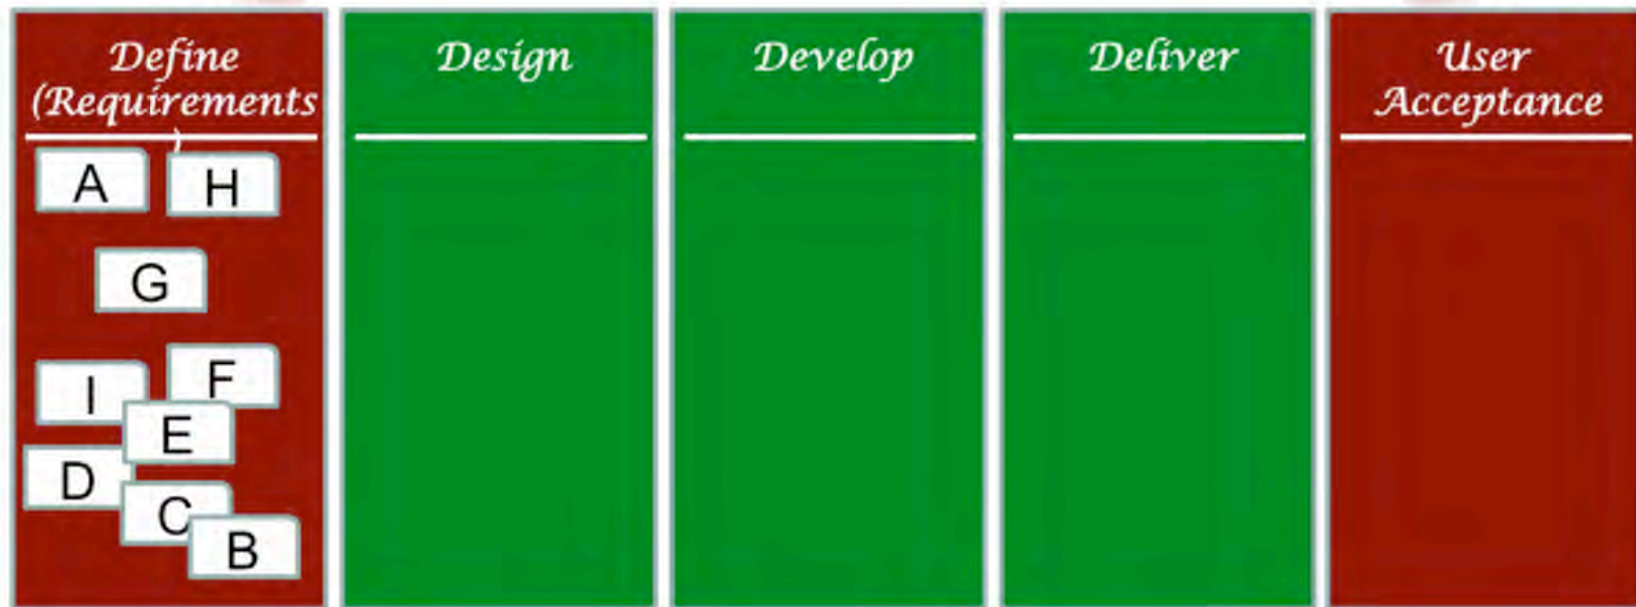 Define
(Requirements
)
Design
Develop
Deliver
User
Acceptance
A
H
G
F
I
E
D
C
B